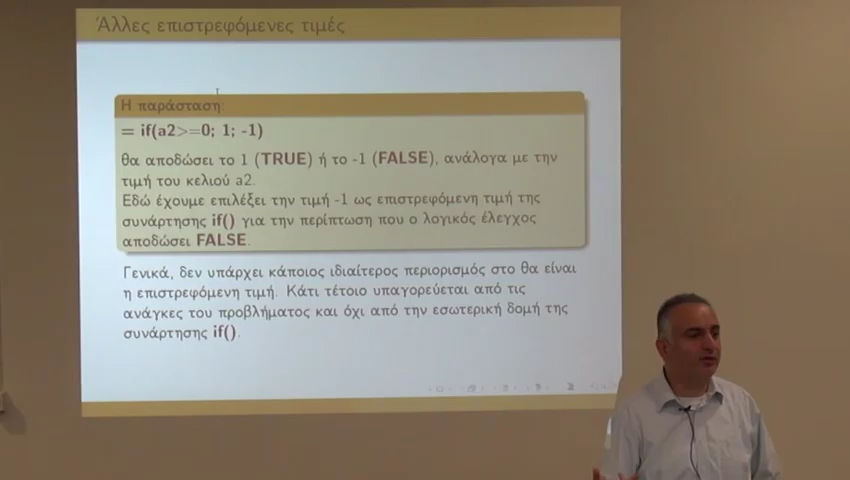 Άλλες επιστρεφόμενες τιμές
Η παράσταση:
= if(a2>=0; 1; -1)
θα αποδώσει το 1 (TRUE) ή το -1 (FALSE), ανάλογα με την
τιμή του κελιού a2.
Εδώ έχουμε επιλέξει την τιμή -1 ως επιστρεφόμενη τιμή της
συνάρτησης if() για την περίπτωση που ο λογικός έλεγχος
αποδώσει FALSE.
Γενικά, δεν υπάρχει κάποιος ιδιαίτερος περιορισμός στο θα είναι
η επιστρεφόμενη τιμή. Κάτι τέτοιο υπαγορεύεται από τις
ανάγκες του προβλήματος και όχι από την εσωτερική δομή της
συνάρτησης if().